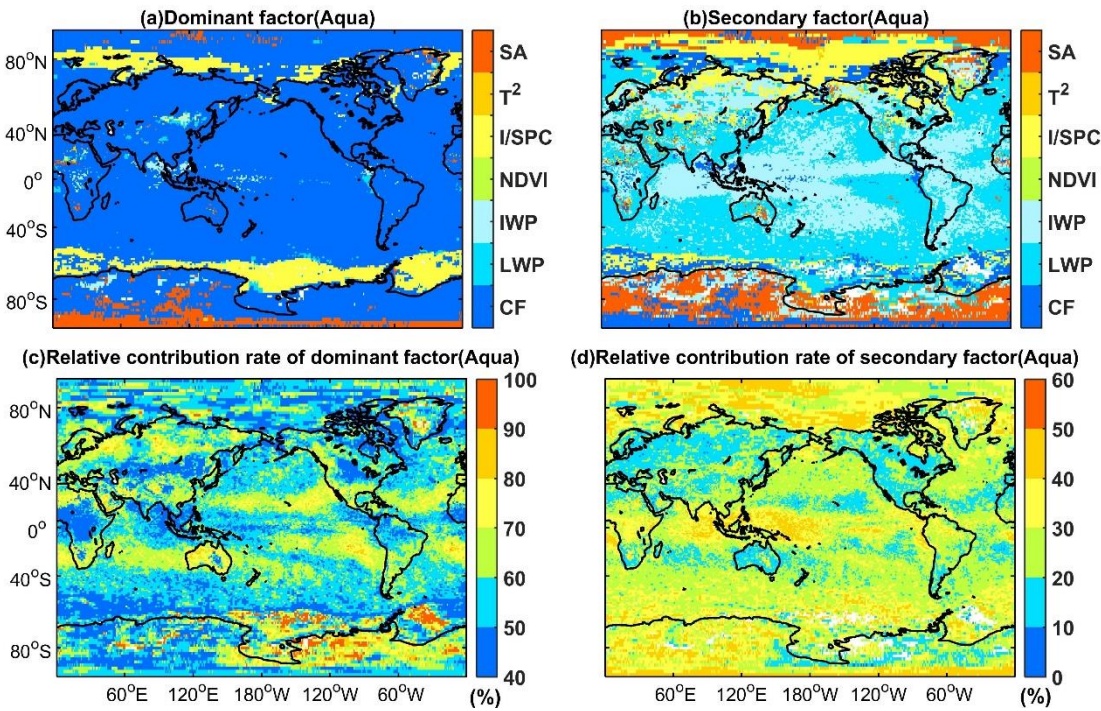 (a)Dominant factor(Aqua)
(b)Secondary factor(Aqua)
80°N
40°N
0°
40°S
80°S
SA
T²
I/SPC
NDVI
IWP
LWP
CF
SA
T²
I/SPC
NDVI
IWP
LWP
CF
(c)Relative contribution rate of dominant factor(Aqua)
(d)Relative contribution rate of secondary factor(Aqua)
80°N
40°N
0°
40°S
80°S
100
90
80
70
60
50
40
60
50
40
30
20
10
0
60°E 120°E 180°W 120°W 60°W (%)
60°E 120°E 180°W 120°W 60°W (%)